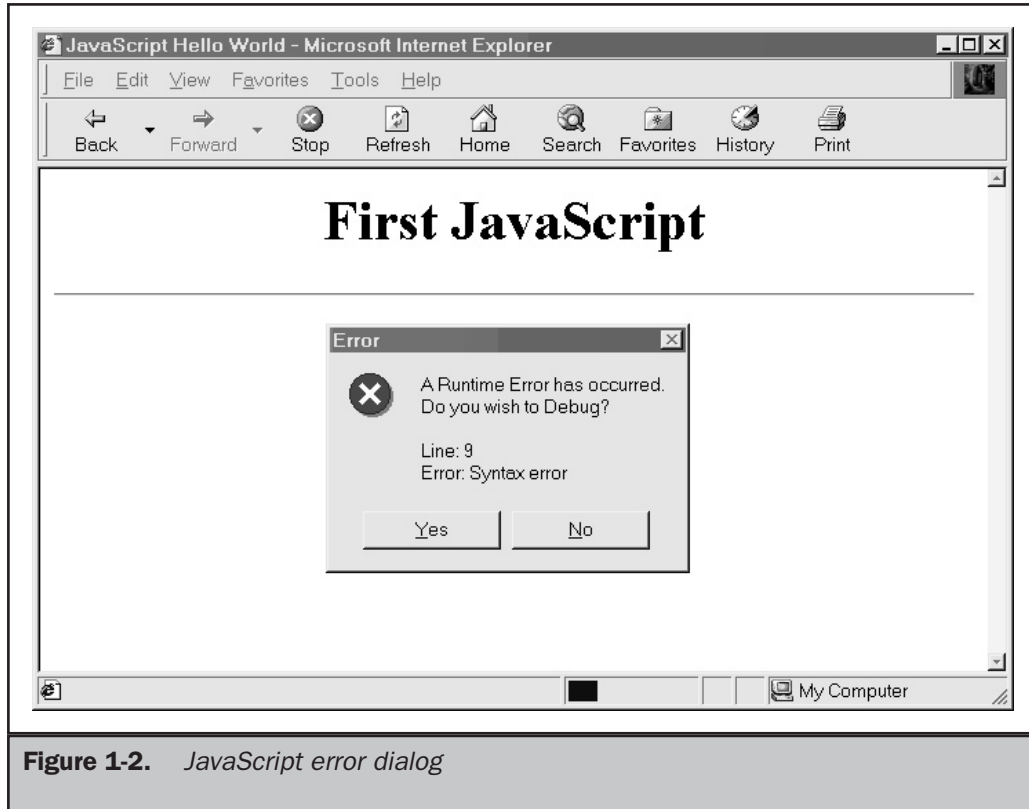 JavaScript Hello World - Microsoft Internet Explorer
File Edit View Favorites Tools Help
Back Forward Stop Refresh Home Search Favorites History Print
First JavaScript
Error
A Runtime Error has occurred.
Do you wish to Debug?
Line: 9
Error: Syntax error
Yes No
My Computer
Figure 1-2. JavaScript error dialog